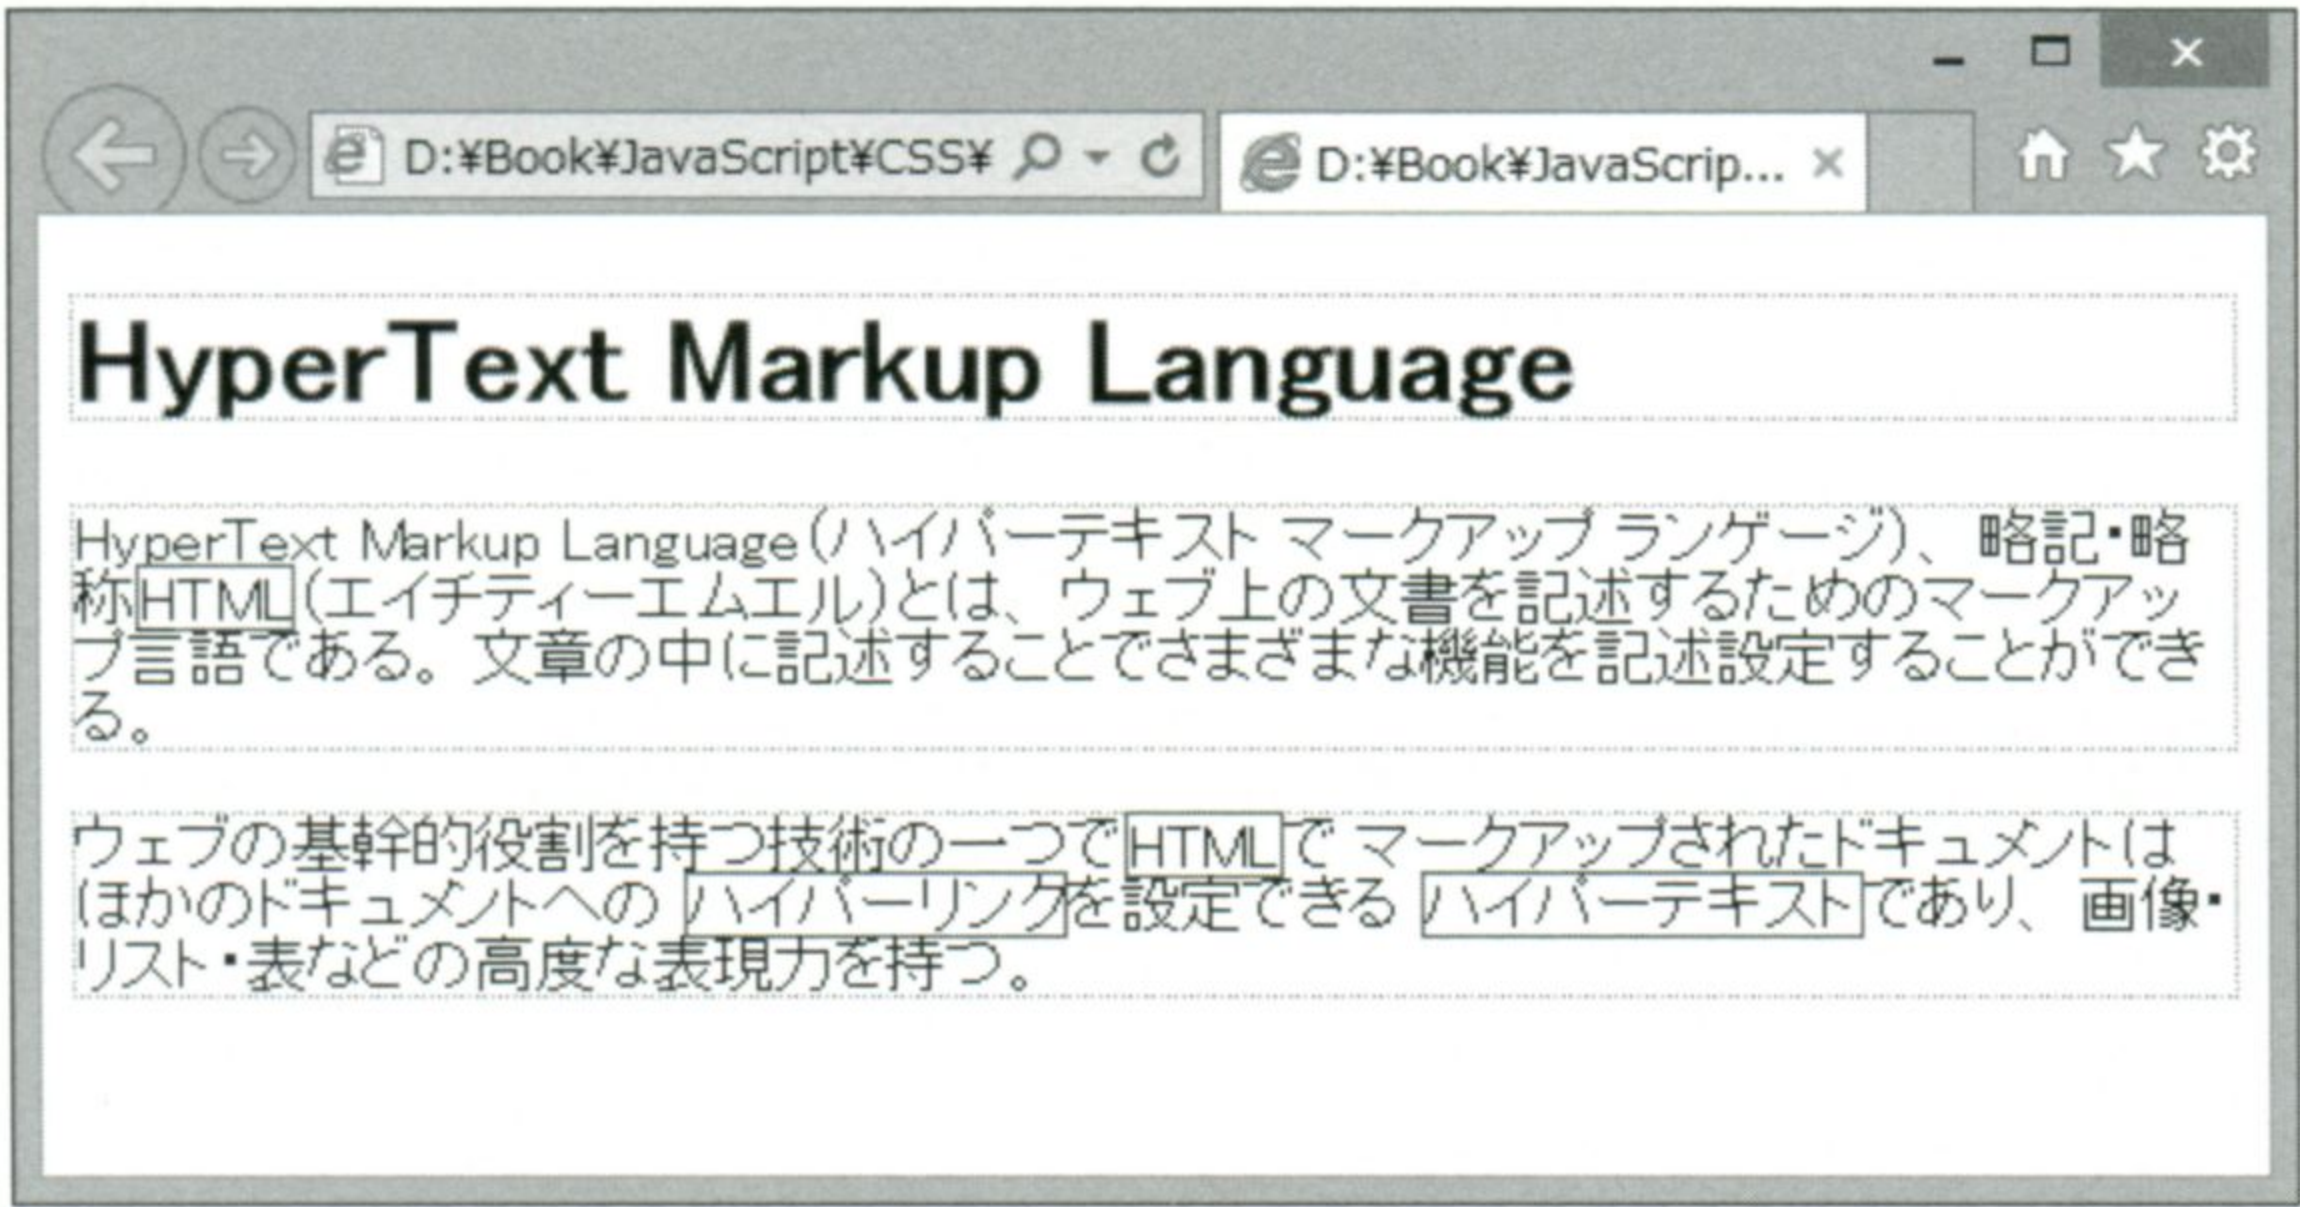 D:¥Book¥JavaScript¥CSS¥
D:¥Book¥JavaScrip...
HyperText Markup Language
HyperText Markup Language(ハイパーテキスト マークアップ ランゲージ)、略記・略
称HTML(エイチティーエムエル)とは、ウェブ上の文書を記述するためのマークアッ
プ言語である。文章の中に記述することでさまざまな機能を記述設定することができ
る。
ウェブの基幹的役割を持つ技術の一つでHTMLで マークアップされたドキュメントは
ほかのドキュメントへの ハイパーリンクを設定できる ハイパーテキストであり、画像・
リスト・表などの高度な表現力を持つ。